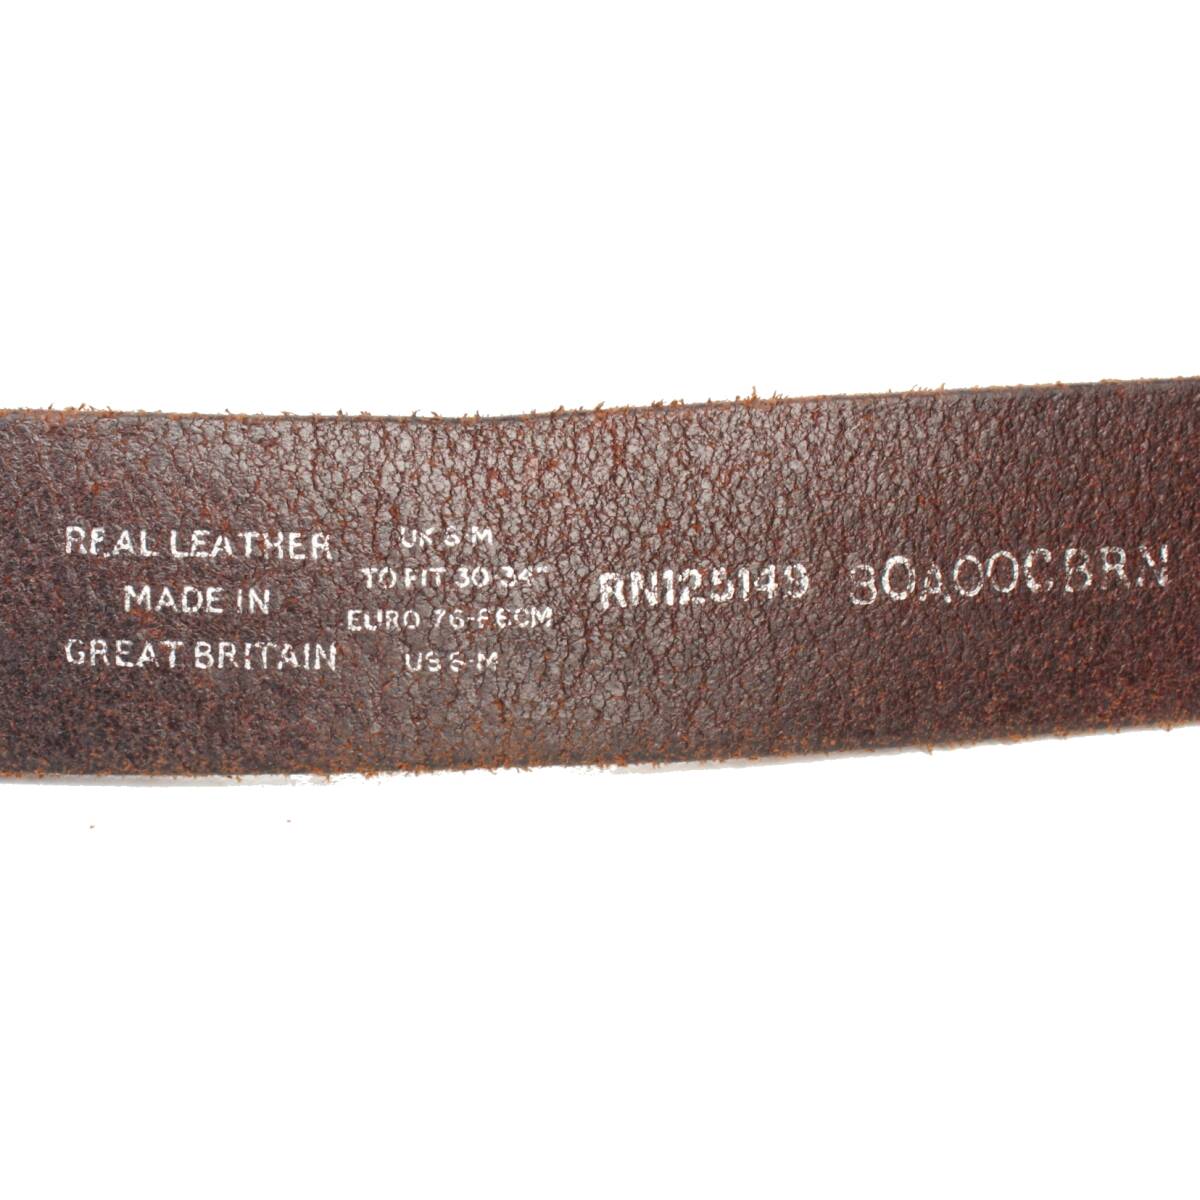 REAL LEATHER
MADE IN
GREAT BRITAIN
UK S-M
TO FIT 30-34"
EURO 76-86CM
US S-M
RN125149
30A00CBRN